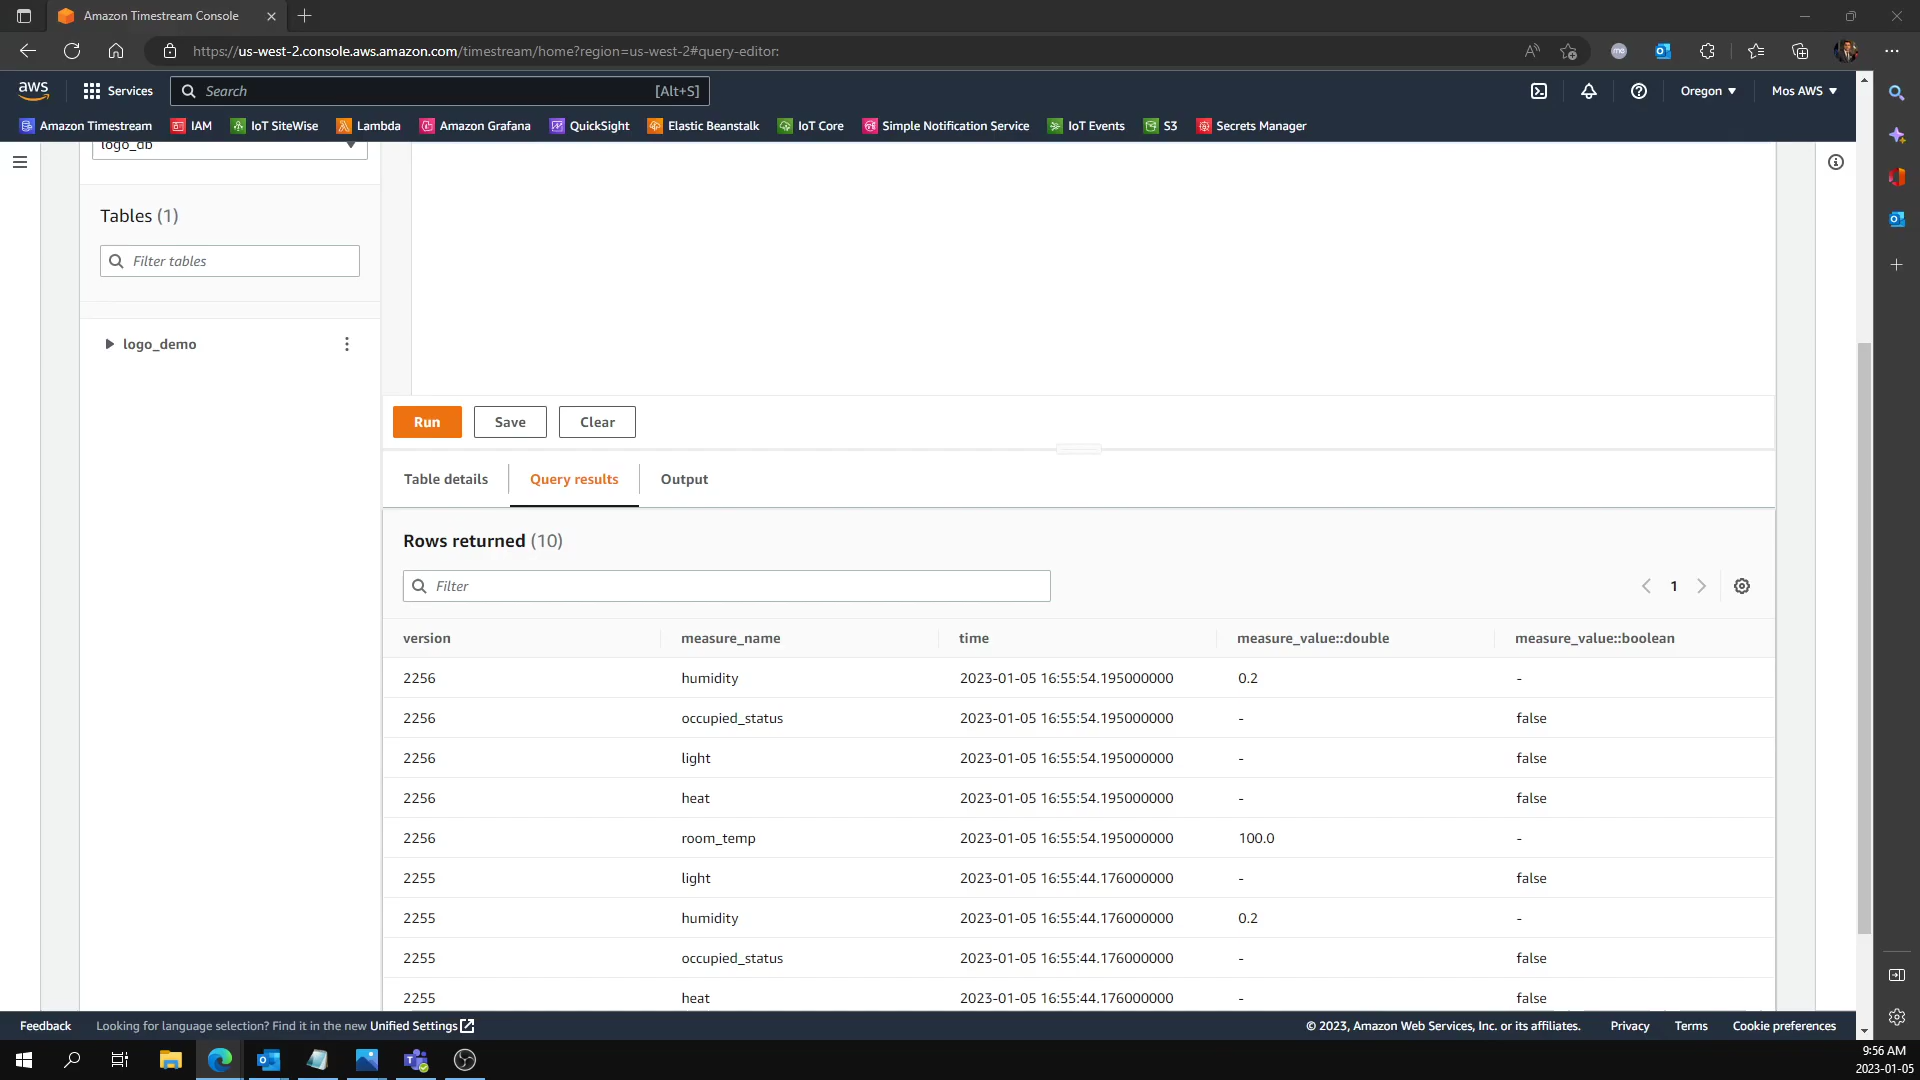 Amazon Timestream Console
https://us-west-2.console.aws.amazon.com/timestream/home?region=us-west-2#query-editor:
aws Services Search [Alt+S] Oregon Mos AWS
Amazon Timestream IAM IoT SiteWise Lambda Amazon Grafana QuickSight Elastic Beanstalk IoT Core Simple Notification Service IoT Events S3 Secrets Manager
logo_db
Tables (1)
Filter tables
logo_demo
Run Save Clear
Table details Query results Output
Rows returned (10)
Filter
1
version measure_name time measure_value::double measure_value::boolean
2256 humidity 2023-01-05 16:55:54.195000000 0.2 -
2256 occupied_status 2023-01-05 16:55:54.195000000 - false
2256 light 2023-01-05 16:55:54.195000000 - false
2256 heat 2023-01-05 16:55:54.195000000 - false
2256 room_temp 2023-01-05 16:55:54.195000000 100.0 -
2255 light 2023-01-05 16:55:44.176000000 - false
2255 humidity 2023-01-05 16:55:44.176000000 0.2 -
2255 occupied_status 2023-01-05 16:55:44.176000000 - false
2255 heat 2023-01-05 16:55:44.176000000 - false
Feedback Looking for language selection? Find it in the new Unified Settings © 2023, Amazon Web Services, Inc. or its affiliates. Privacy Terms Cookie preferences
9:56 AM
2023-01-05